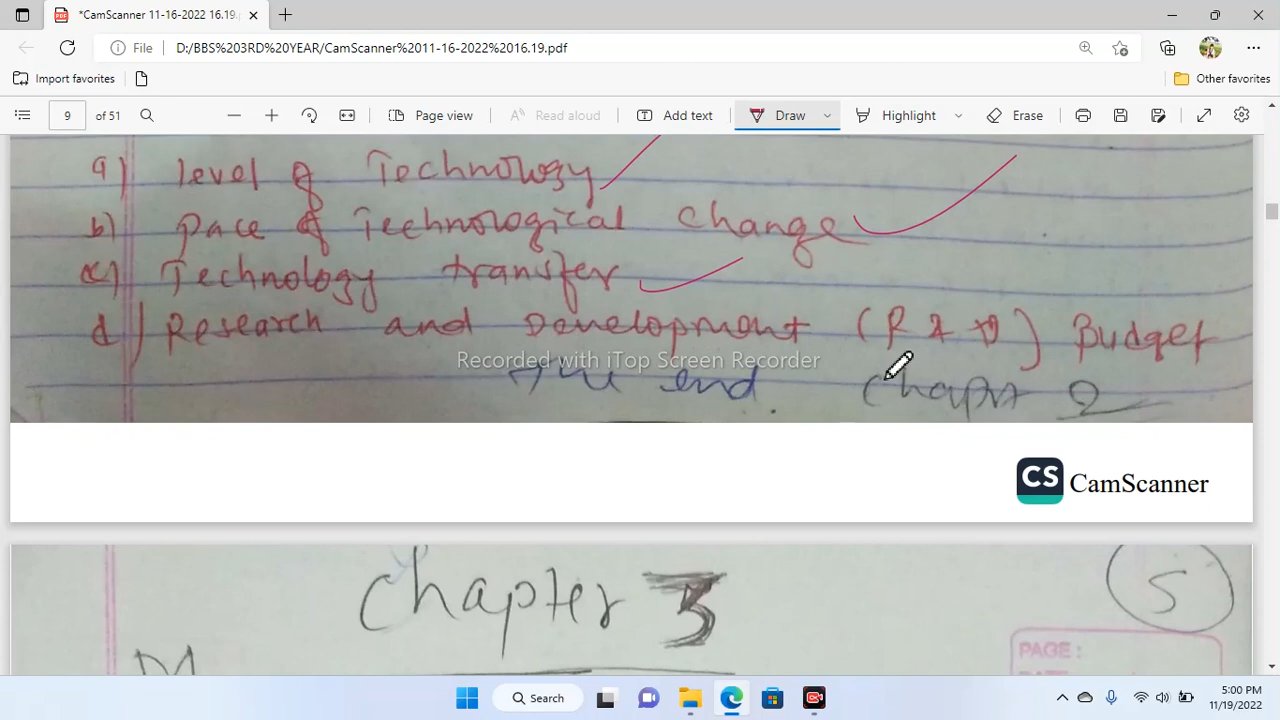 *CamScanner 11-16-2022 16.19.p
File D:/BBS%203RD%20YEAR/CamScanner%2011-16-2022%2016.19.pdf
Import favorites Other favorites
9 of 51 Page view Read aloud Add text Draw Highlight Erase
a) Level of Technology
b) Pace of Technological change
c) Technology transfer
d) Research and Development (R & D) Budget
Recorded with iTop Screen Recorder
The end. Chapter 2
CS CamScanner
Chapter 3 5
PAGE :
Search 5:00 PM
11/19/2022